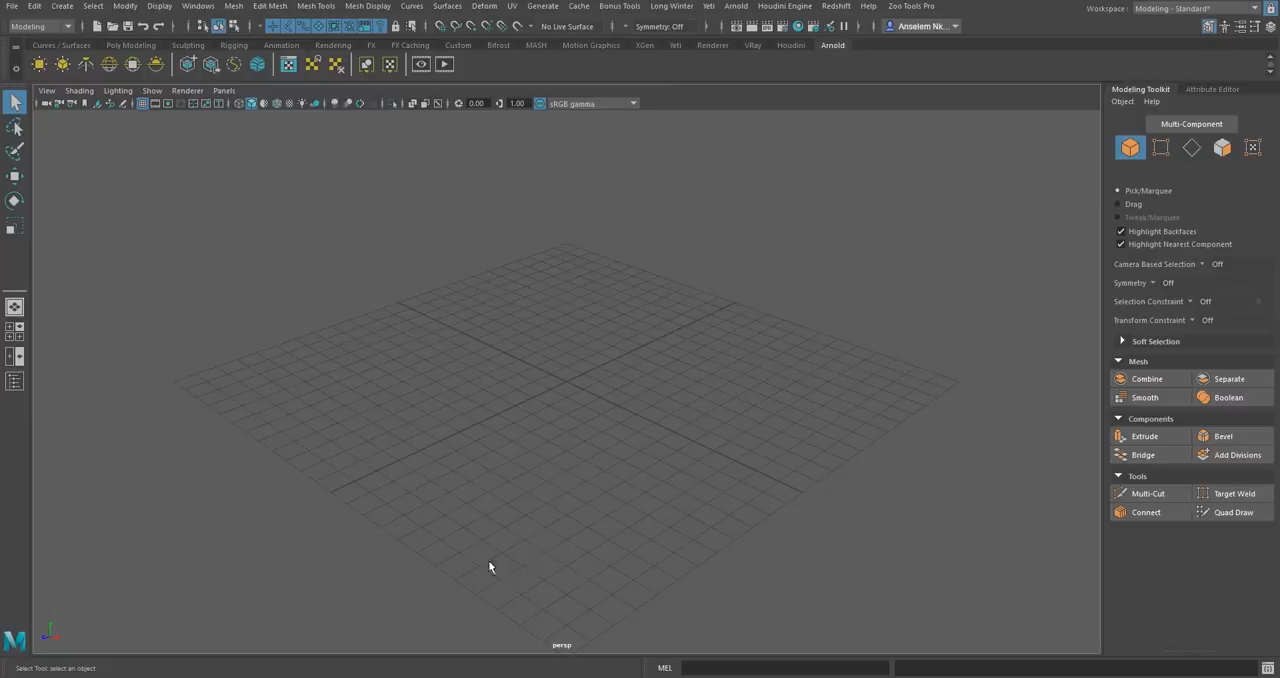 File Edit Create Select Modify Display Windows Mesh Edit Mesh Mesh Tools Mesh Display Curves Surfaces Deform UV Generate Cache Bonus Tools Long Winter Yeti Arnold Houdini Engine Redshift Help Zoo Tools Pro Workspace: Modeling - Standard*
Modeling No Live Surface Symmetry: Off Anselem Nk...
Curves / Surfaces Poly Modeling Sculpting Rigging Animation Rendering FX FX Caching Custom Bifrost MASH Motion Graphics XGen Yeti Renderer VRay Houdini Arnold
View Shading Lighting Show Renderer Panels
0.00 1.00 sRGB gamma
Modeling Toolkit Attribute Editor
Object Help
Multi-Component
Pick/Marquee
Drag
Tweak/Marquee
Highlight Backfaces
Highlight Nearest Component
Camera Based Selection Off
Symmetry Off
Selection Constraint Off
Transform Constraint Off
Soft Selection
Mesh
Combine Separate
Smooth Boolean
Components
Extrude Bevel
Bridge Add Divisions
Tools
Multi-Cut Target Weld
Connect Quad Draw
persp
Select Tool: select an object
MEL